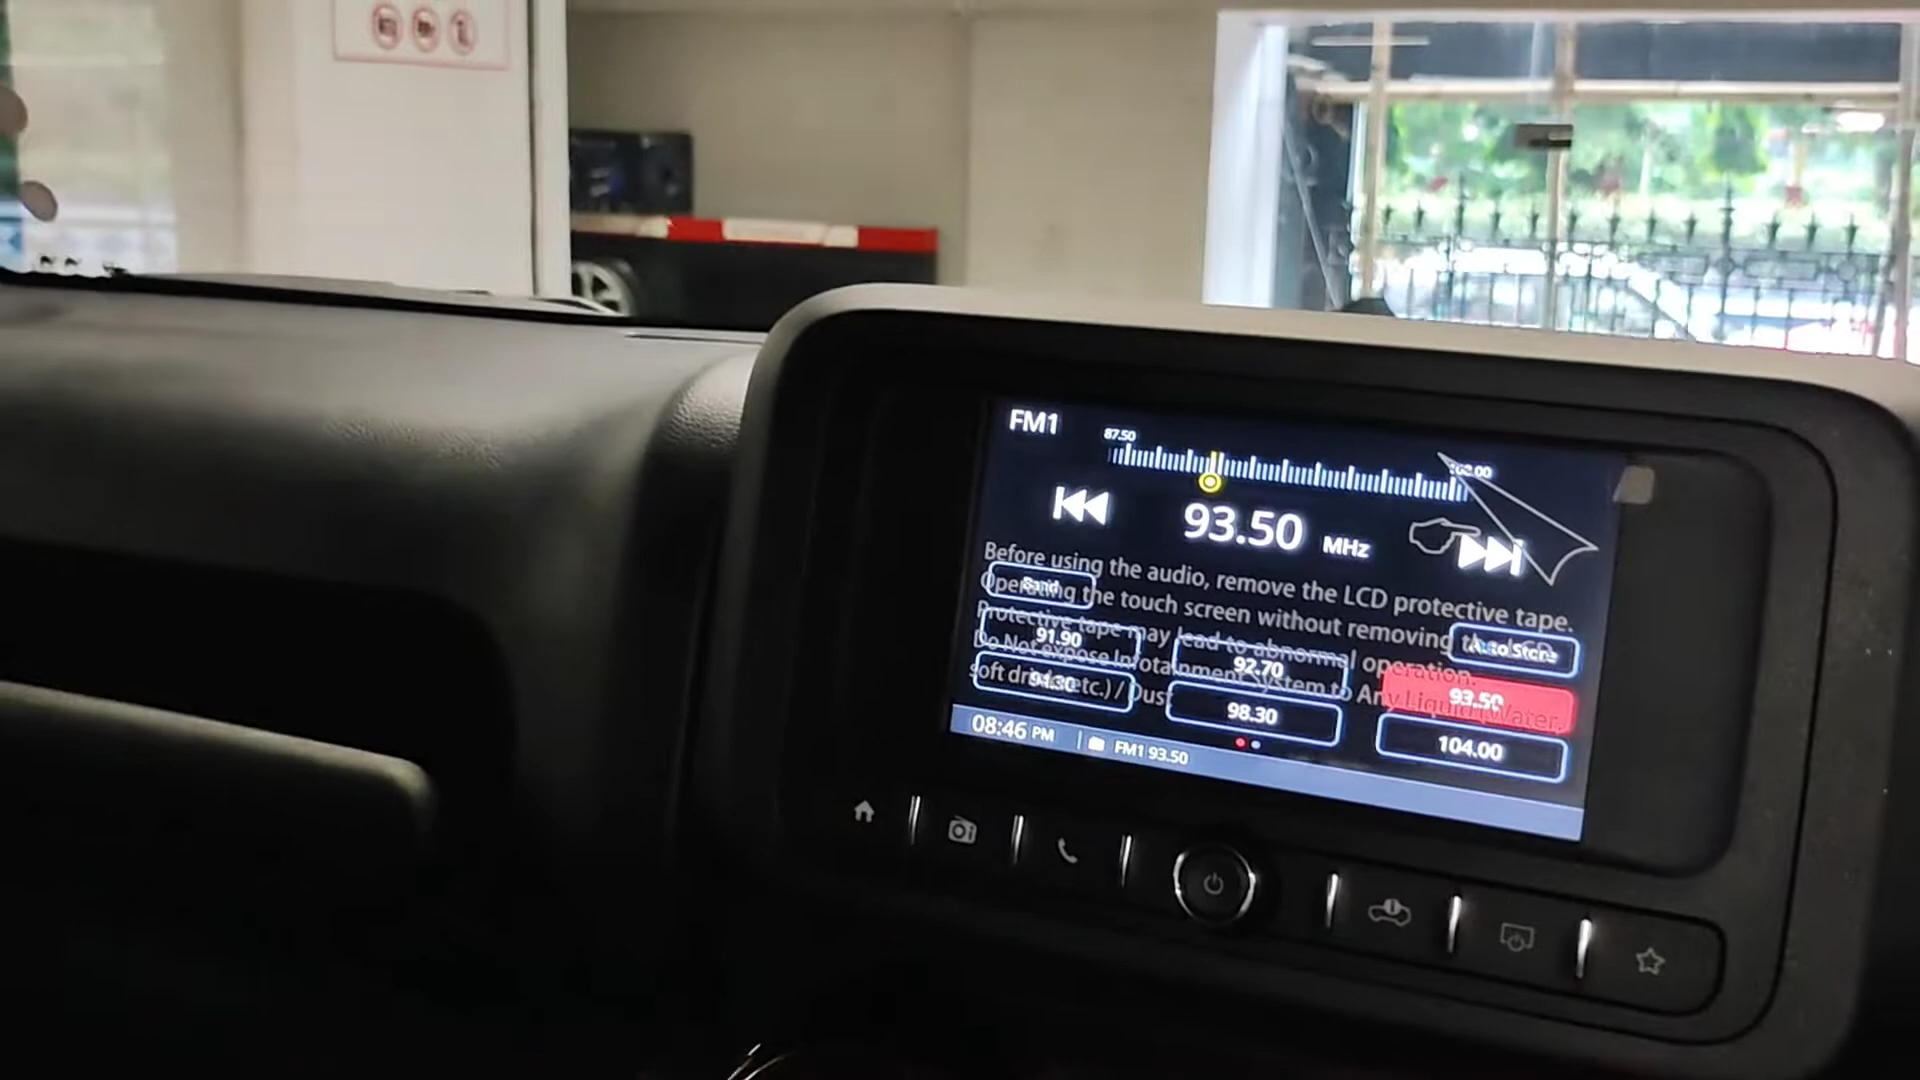 FM1
87.50
108.00
93.50 MHz
Before using the audio, remove the LCD protective tape.
Band
Operating the touch screen without removing the LCD
Auto Store
Protective tape may lead to abnormal operation.
Do Not expose Infotainment system to Any Liquid (Water,
soft drinks etc.) / Dust
91.90
92.70
93.50
94.30
98.30
104.00
08:46 PM
FM1 93.50